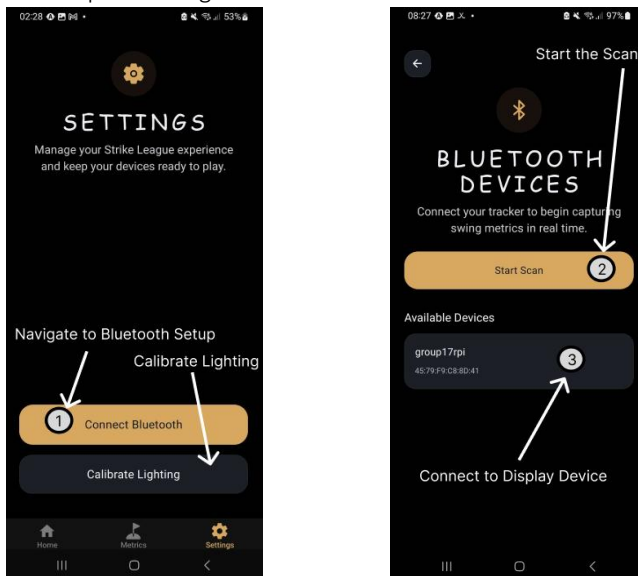 02:28
53%
SETTINGS
Manage your Strike League experience
and keep your devices ready to play.
Navigate to Bluetooth Setup
Calibrate Lighting
1
Connect Bluetooth
Calibrate Lighting
Home
Metrics
Settings
08:27
97%
Start the Scan
BLUETOOTH
DEVICES
Connect your tracker to begin capturing
swing metrics in real time.
Start Scan
2
Available Devices
group17rpi
45:79:F9:C8:8D:41
3
Connect to Display Device